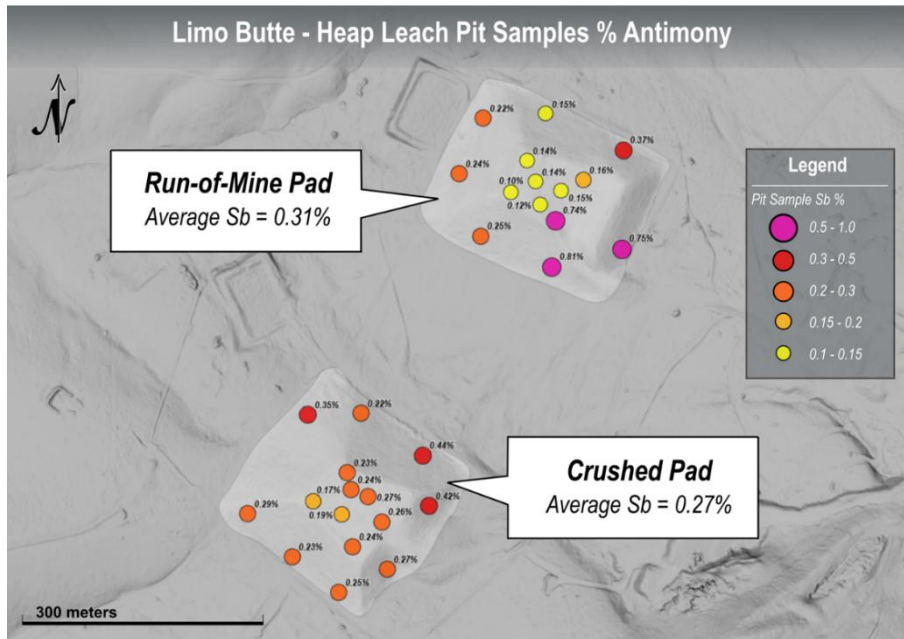 Limo Butte - Heap Leach Pit Samples % Antimony
N
0.15%
0.22%
0.37%
0.14%
0.24%
0.14%
0.16%
0.10%
0.15%
0.12%
0.74%
0.25%
0.75%
0.81%
Run-of-Mine Pad
Average Sb = 0.31%
Legend
Pit Sample Sb %
0.5 - 1.0
0.3 - 0.5
0.2 - 0.3
0.15 - 0.2
0.1 - 0.15
0.35%
0.22%
0.44%
0.23%
0.24%
0.17%
0.27%
0.42%
0.29%
0.19%
0.26%
0.24%
0.23%
0.27%
0.25%
Crushed Pad
Average Sb = 0.27%
300 meters